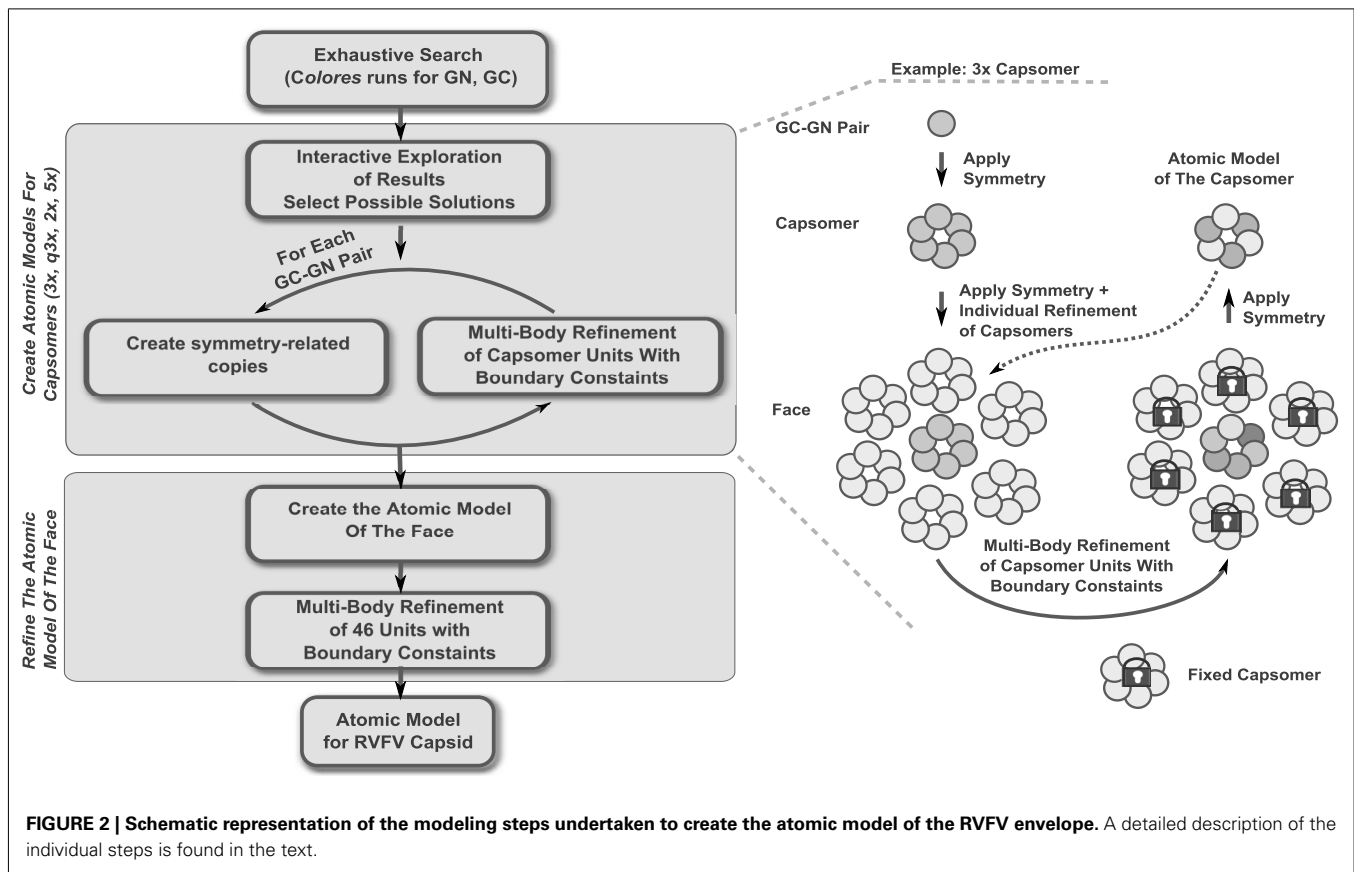 Exhaustive Search
(Colores runs for GN, GC)
Create Atomic Models For
Capsomers (3x, q3x, 2x, 5x)
Interactive Exploration
of Results
Select Possible Solutions
For Each
GC-GN Pair
Create symmetry-related
copies
Multi-Body Refinement
of Capsomer Units With
Boundary Constaints
Refine The Atomic
Model Of The Face
Create the Atomic Model
Of The Face
Multi-Body Refinement
of 46 Units with
Boundary Constaints
Atomic Model
for RVFV Capsid
Example: 3x Capsomer
GC-GN Pair
Apply
Symmetry
Atomic Model
of The Capsomer
Capsomer
Apply Symmetry +
Individual Refinement
of Capsomers
Apply
Symmetry
Face
Multi-Body Refinement
of Capsomer Units With
Boundary Constaints
Fixed Capsomer
FIGURE 2 | Schematic representation of the modeling steps undertaken to create the atomic model of the RVFV envelope. A detailed description of the
individual steps is found in the text.